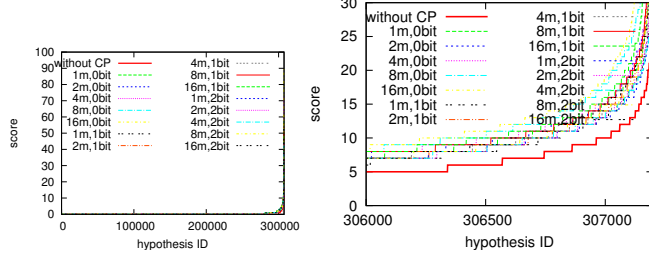 100
90
80
70
60
50
40
30
20
10
0
score
without CP
1m,0bit
2m,0bit
4m,0bit
8m,0bit
16m,0bit
1m,1bit
2m,1bit
4m,1bit
8m,1bit
16m,1bit
1m,2bit
2m,2bit
4m,2bit
8m,2bit
16m,2bit
0 100000 200000 300000
hypothesis ID
30
25
20
15
10
5
0
score
without CP
1m,0bit
2m,0bit
4m,0bit
8m,0bit
16m,0bit
1m,1bit
2m,1bit
4m,1bit
8m,1bit
16m,1bit
1m,2bit
2m,2bit
4m,2bit
8m,2bit
16m,2bit
306000 306500 307000
hypothesis ID